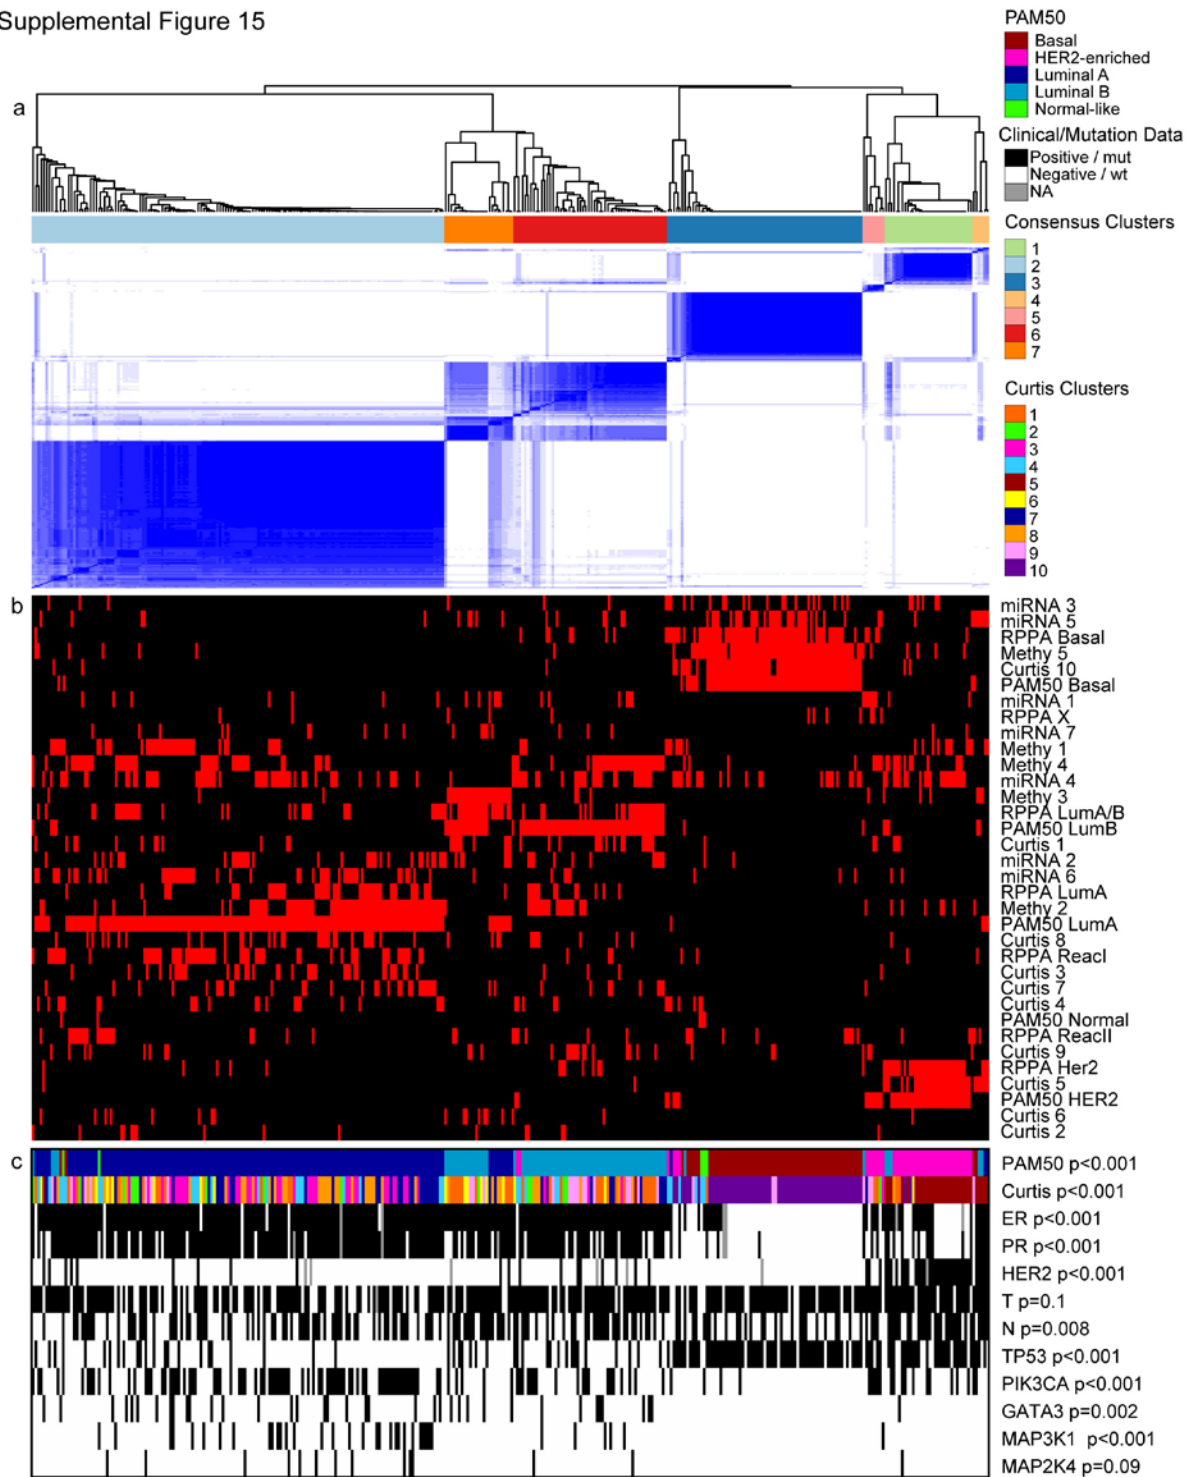 Supplemental Figure 15
PAM50
Basal
HER2-enriched
Luminal A
Luminal B
Normal-like
Clinical/Mutation Data
Positive / mut
Negative / wt
NA
Consensus Clusters
1
2
3
4
5
6
7
Curtis Clusters
1
2
3
4
5
6
7
8
9
10
a
b
miRNA 3
miRNA 5
RPPA Basal
Methy 5
Curtis 10
PAM50 Basal
miRNA 1
RPPA X
miRNA 7
Methy 1
Methy 4
miRNA 4
Methy 3
RPPA LumA/B
PAM50 LumB
Curtis 1
miRNA 2
miRNA 6
RPPA LumA
Methy 2
PAM50 LumA
Curtis 8
RPPA ReacI
Curtis 3
Curtis 7
Curtis 4
PAM50 Normal
RPPA ReacII
Curtis 9
RPPA Her2
Curtis 5
PAM50 HER2
Curtis 6
Curtis 2
c
PAM50 p<0.001
Curtis p<0.001
ER p<0.001
PR p<0.001
HER2 p<0.001
T p=0.1
N p=0.008
TP53 p<0.001
PIK3CA p<0.001
GATA3 p=0.002
MAP3K1 p<0.001
MAP2K4 p=0.09